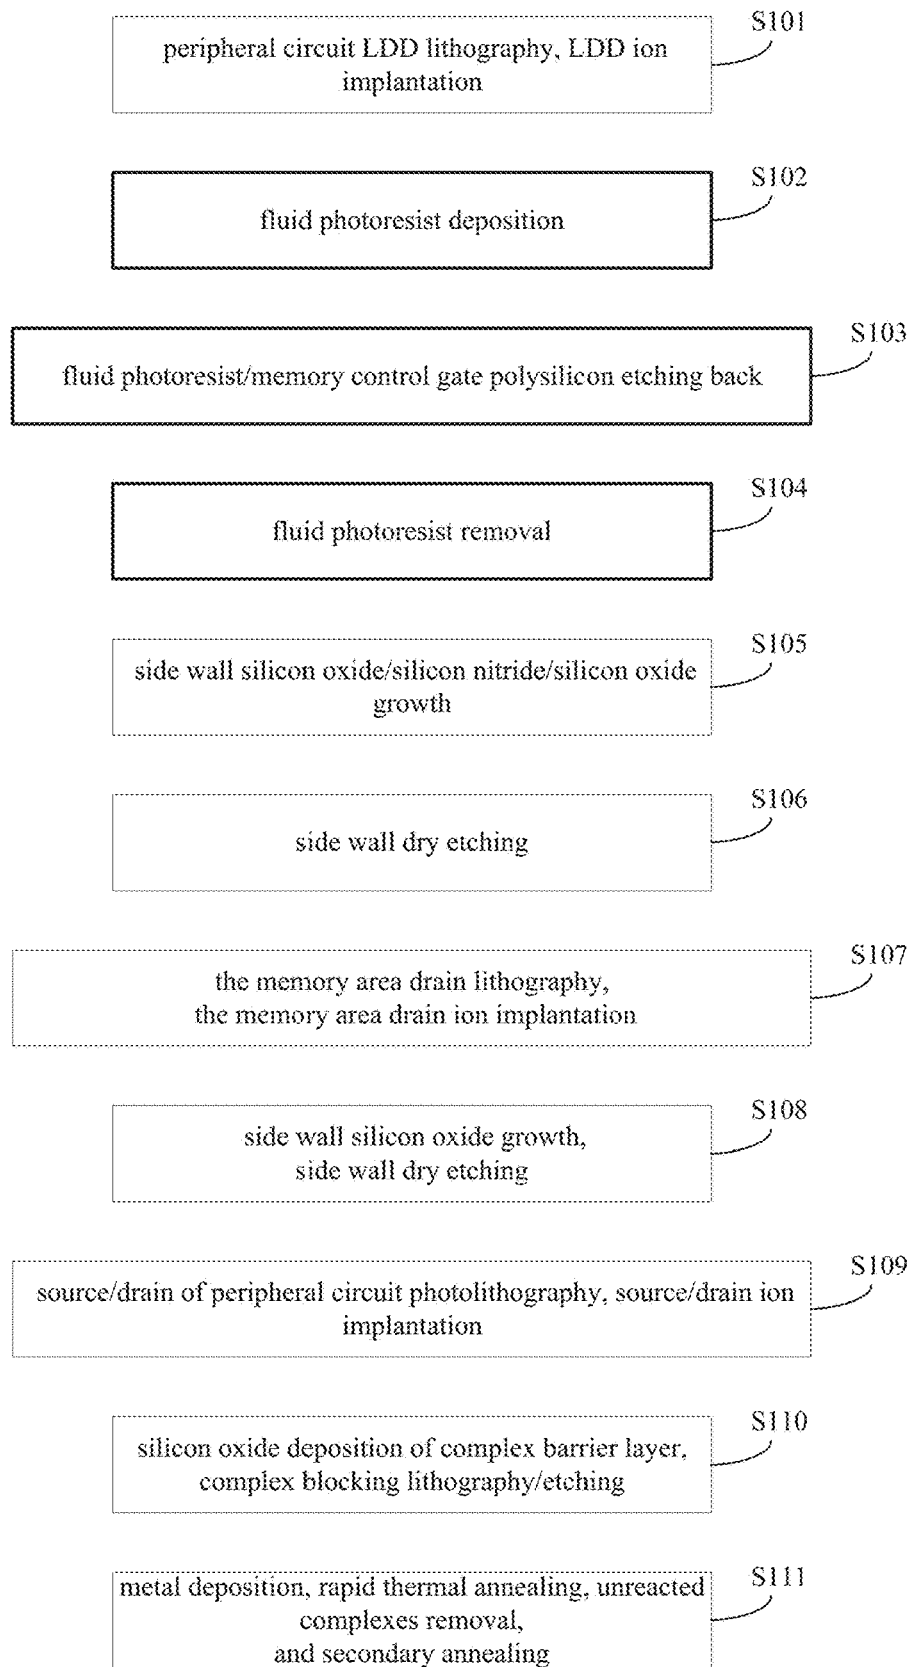 S101
peripheral circuit LDD lithography, LDD ion
implantation
S102
fluid photoresist deposition
S103
fluid photoresist/memory control gate polysilicon etching back
S104
fluid photoresist removal
S105
side wall silicon oxide/silicon nitride/silicon oxide
growth
S106
side wall dry etching
S107
the memory area drain lithography,
the memory area drain ion implantation
S108
side wall silicon oxide growth,
side wall dry etching
S109
source/drain of peripheral circuit photolithography, source/drain ion
implantation
S110
silicon oxide deposition of complex barrier layer,
complex blocking lithography/etching
S111
metal deposition, rapid thermal annealing, unreacted
complexes removal,
and secondary annealing